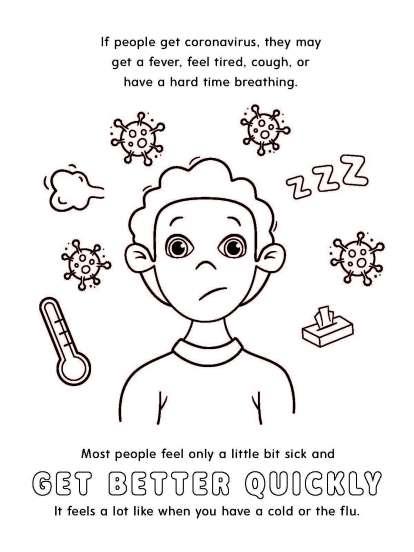 If people get coronavirus, they may
get a fever, feel tired, cough, or
have a hard time breathing.
ZZZ
Most people feel only a little bit sick and
GET BETTER QUICKLY
It feels a lot like when you have a cold or the flu.